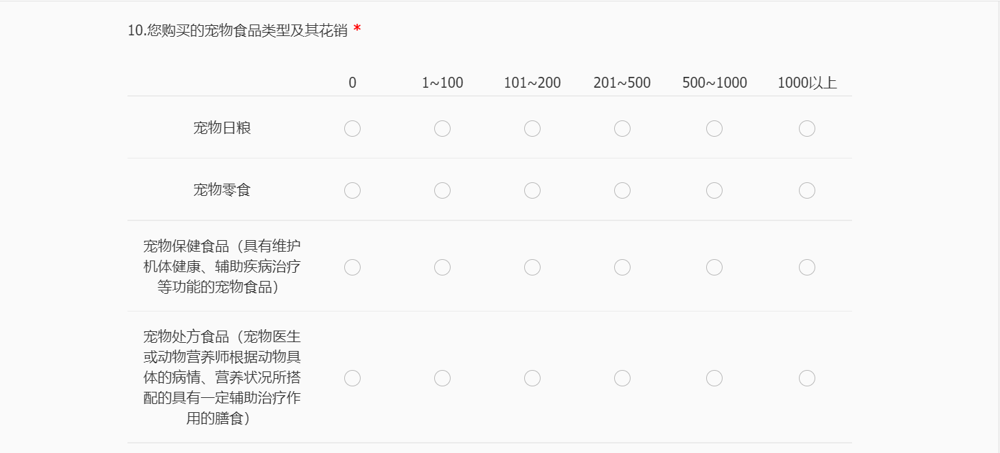 10.您购买的宠物食品类型及其花销 *
0 1~100 101~200 201~500 500~1000 1000以上
宠物日粮
宠物零食
宠物保健食品（具有维护
机体健康、辅助疾病治疗
等功能的宠物食品）
宠物处方食品（宠物医生
或动物营养师根据动物具
体的病情、营养状况所搭
配的具有一定辅助治疗作
用的膳食）